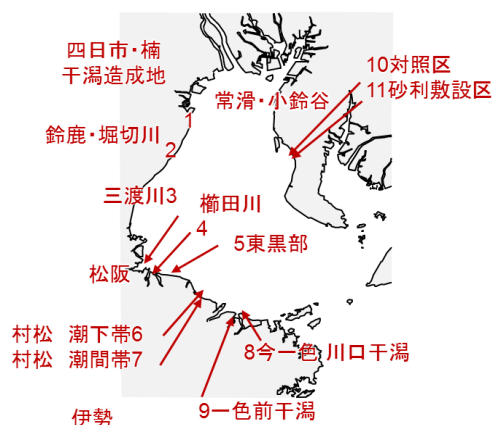 四日市・楠
干潟造成地
1
鈴鹿・堀切川
2
常滑・小鈴谷
10対照区
11砂利敷設区
三渡川3
櫛田川
4
5東黒部
松阪
村松 潮下帯6
村松 潮間帯7
8今一色 川口干潟
9一色前干潟
伊勢